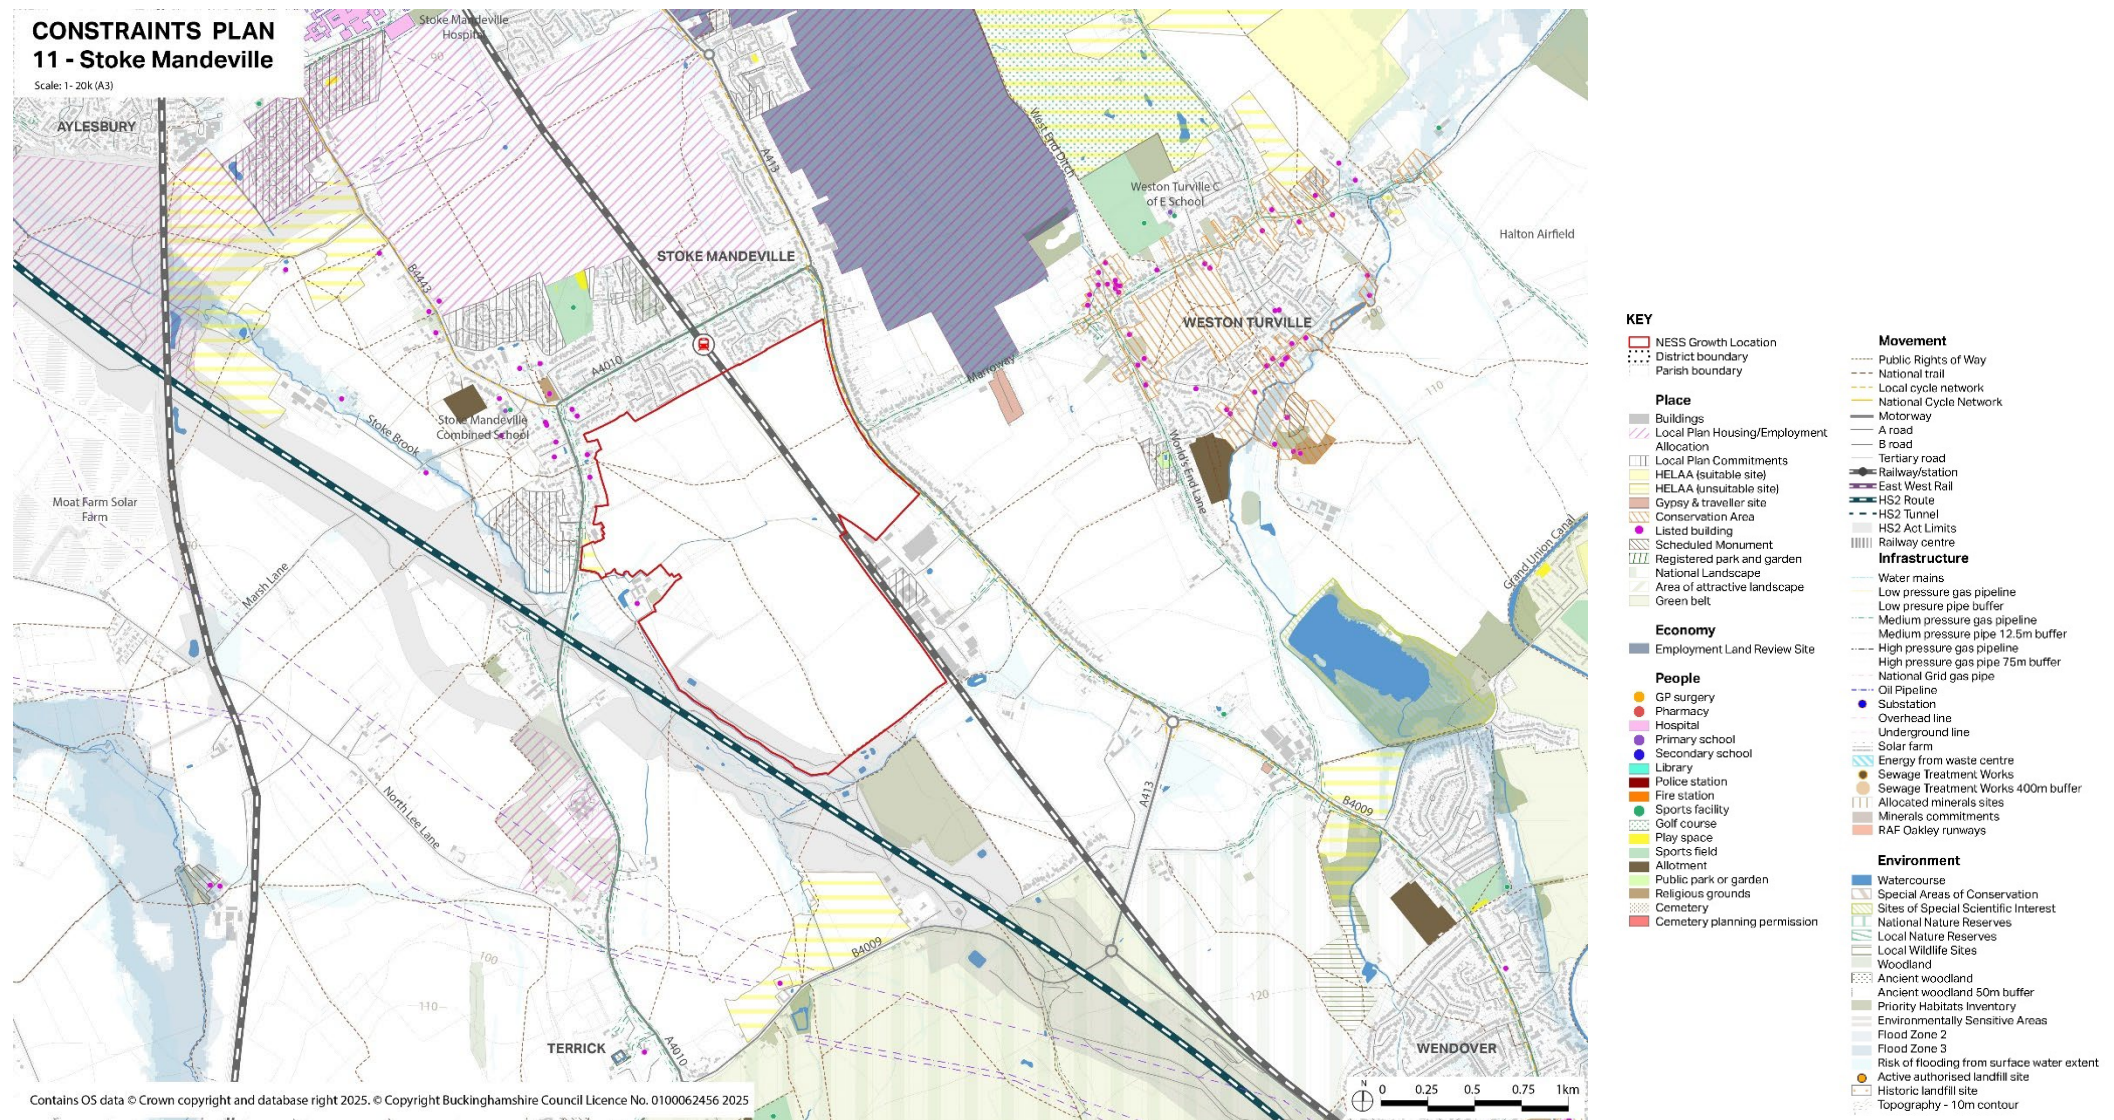 CONSTRAINTS PLAN
11 - Stoke Mandeville
Scale: 1- 20k (A3)
Stoke Mandeville
Hospital
90
AYLESBURY
A413
West End Ditch
Weston Turville C
of E School
Halton Airfield
STOKE MANDEVILLE
B4443
WESTON TURVILLE
A4010
Marroway
110
Stoke Mandeville
Combined School
Stoke Brook
World's End Lane
Moat Farm Solar
Farm
Grand Union Canal
Marsh Lane
A413
North Lee Lane
B4009
B4009
100
110
120
TERRICK
A4010
WENDOVER
N
0 0.25 0.5 0.75 1km
Contains OS data © Crown copyright and database right 2025. © Copyright Buckinghamshire Council Licence No. 0100062456 2025
KEY
NESS Growth Location
District boundary
Parish boundary
Place
Buildings
Local Plan Housing/Employment
Allocation
Local Plan Commitments
HELAA (suitable site)
HELAA (unsuitable site)
Gypsy & traveller site
Conservation Area
Listed building
Scheduled Monument
Registered park and garden
National Landscape
Area of attractive landscape
Green belt
Economy
Employment Land Review Site
People
GP surgery
Pharmacy
Hospital
Primary school
Secondary school
Library
Police station
Fire station
Sports facility
Golf course
Play space
Sports field
Allotment
Public park or garden
Religious grounds
Cemetery
Cemetery planning permission
Movement
Public Rights of Way
National trail
Local cycle network
National Cycle Network
Motorway
A road
B road
Tertiary road
Railway/station
East West Rail
HS2 Route
HS2 Tunnel
HS2 Act Limits
Railway centre
Infrastructure
Water mains
Low pressure gas pipeline
Low presure pipe buffer
Medium pressure gas pipeline
Medium pressure pipe 12.5m buffer
High pressure gas pipeline
High pressure gas pipe 75m buffer
National Grid gas pipe
Oil Pipeline
Substation
Overhead line
Underground line
Solar farm
Energy from waste centre
Sewage Treatment Works
Sewage Treatment Works 400m buffer
Allocated minerals sites
Minerals commitments
RAF Oakley runways
Environment
Watercourse
Special Areas of Conservation
Sites of Special Scientific Interest
National Nature Reserves
Local Nature Reserves
Local Wildlife Sites
Woodland
Ancient woodland
Ancient woodland 50m buffer
Priority Habitats Inventory
Environmentally Sensitive Areas
Flood Zone 2
Flood Zone 3
Risk of flooding from surface water extent
Active authorised landfill site
Historic landfill site
Topography - 10m contour